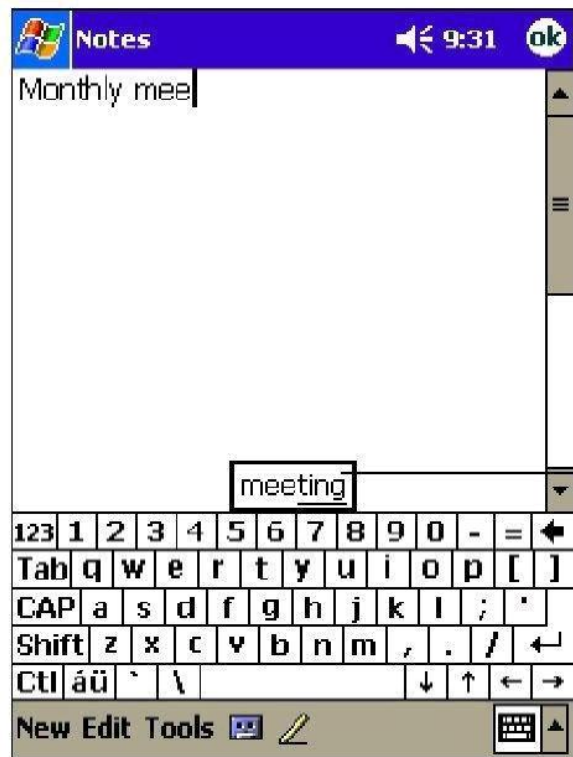 Notes 9:31 ok
Monthly mee
meeting
123 1 2 3 4 5 6 7 8 9 0 - =
Tab q w e r t y u i o p [ ]
CAP a s d f g h j k l ; '
Shift z x c v b n m , . /
Ctl áü ` \ ↓ ↑ ← →
New Edit Tools